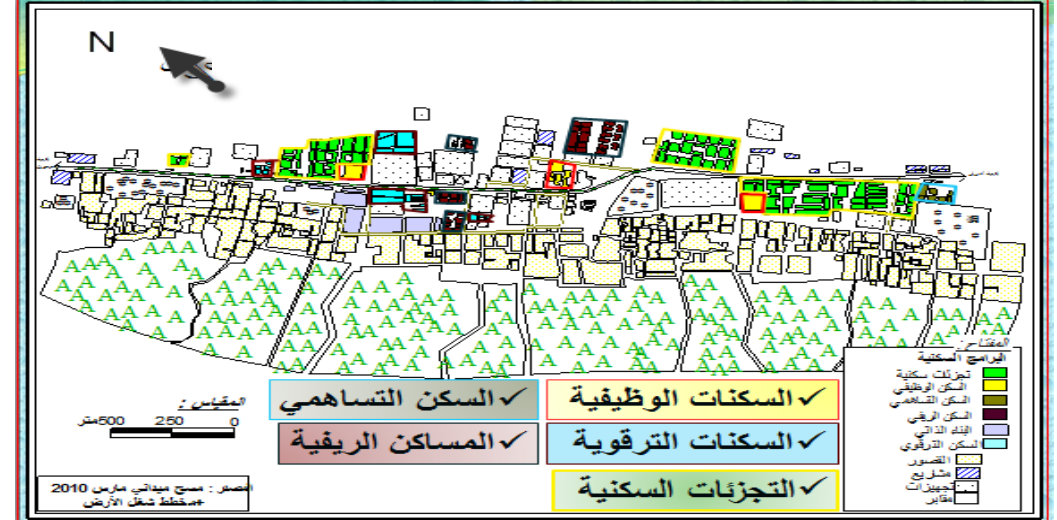 N
المفتاح:
البرامج السكنية
تجزئات سكنية
السكن الوظيفي
السكن التساهمي
السكن الريفي
البناء الذاتي
السكن الترقوي
القصور
مشاريع
تجهيزات
مقابر
✓ السكنات الوظيفية
✓ السكن التساهمي
✓ السكنات الترقوية
✓ المساكن الريفية
✓ التجزئات السكنية
المقياس :
0 250 500متر
المصدر : مسح ميداني مارس 2010
+مخطط شغل الأرض